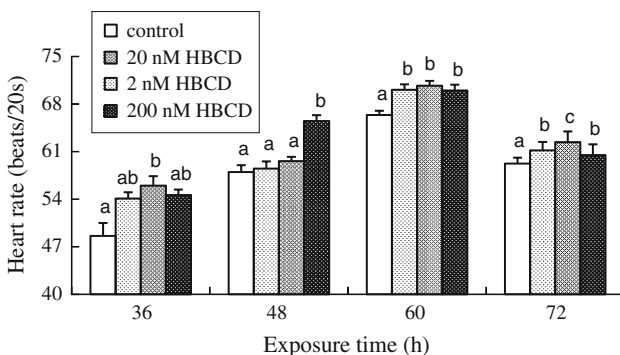 control
20 nM HBCD
2 nM HBCD
200 nM HBCD
Heart rate (beats/20s)
75
68
61
54
47
40
a ab b ab
a a a b
a b b b
a b c b
36 48 60 72
Exposure time (h)